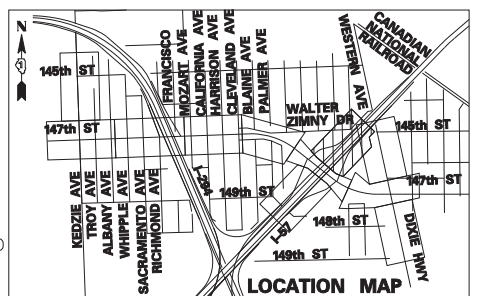 N
CANADIAN
NATIONAL
RAILROAD
WESTERN AVE
FRANCISCO
MOZART AVE
CALIFORNIA AVE
HARRISON AVE
CLEVELAND AVE
BLAINE AVE
PALMER AVE
145th ST
WALTER
ZIMNY DR
147th ST
145th ST
I-294
149th ST
147th ST
KEDZIE AVE
TROY AVE
ALBANY AVE
WHIPPLE AVE
SACRAMENTO AVE
RICHMOND AVE
I-57
148th ST
DIXIE HWY
149th ST
LOCATION MAP